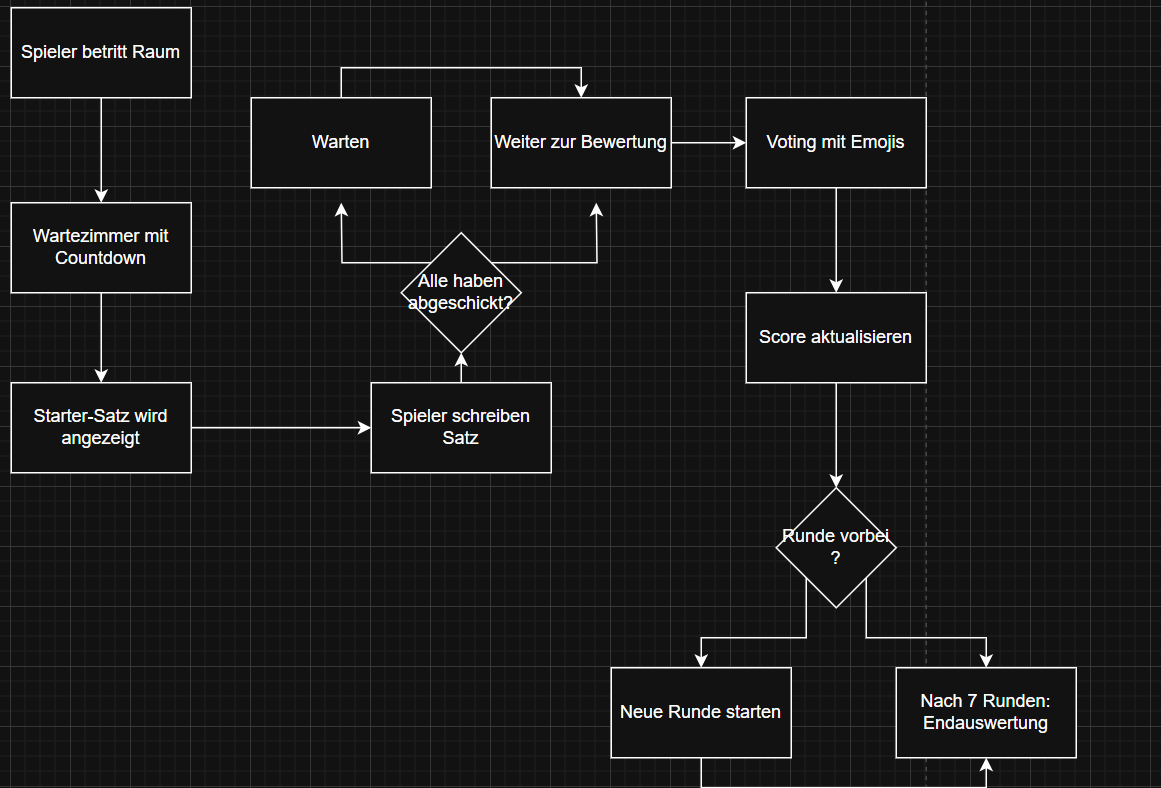 Spieler betritt Raum
Wartezimmer mit
Countdown
Starter-Satz wird
angezeigt
Spieler schreiben
Satz
Alle haben
abgeschickt?
Warten
Weiter zur Bewertung
Voting mit Emojis
Score aktualisieren
Runde vorbei
?
Neue Runde starten
Nach 7 Runden:
Endauswertung